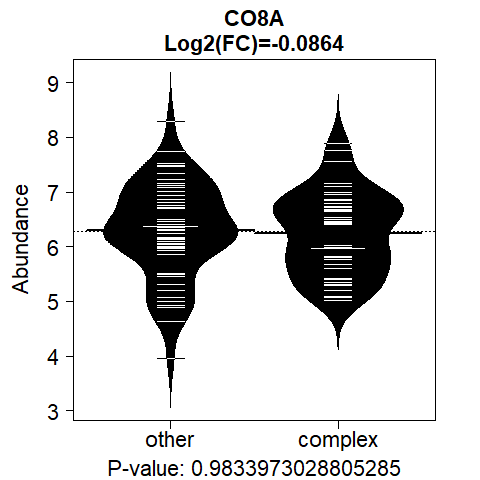 CO8A
Log2(FC)=-0.0864
Abundance
9
8
7
6
5
4
3
other complex
P-value: 0.9833973028805285